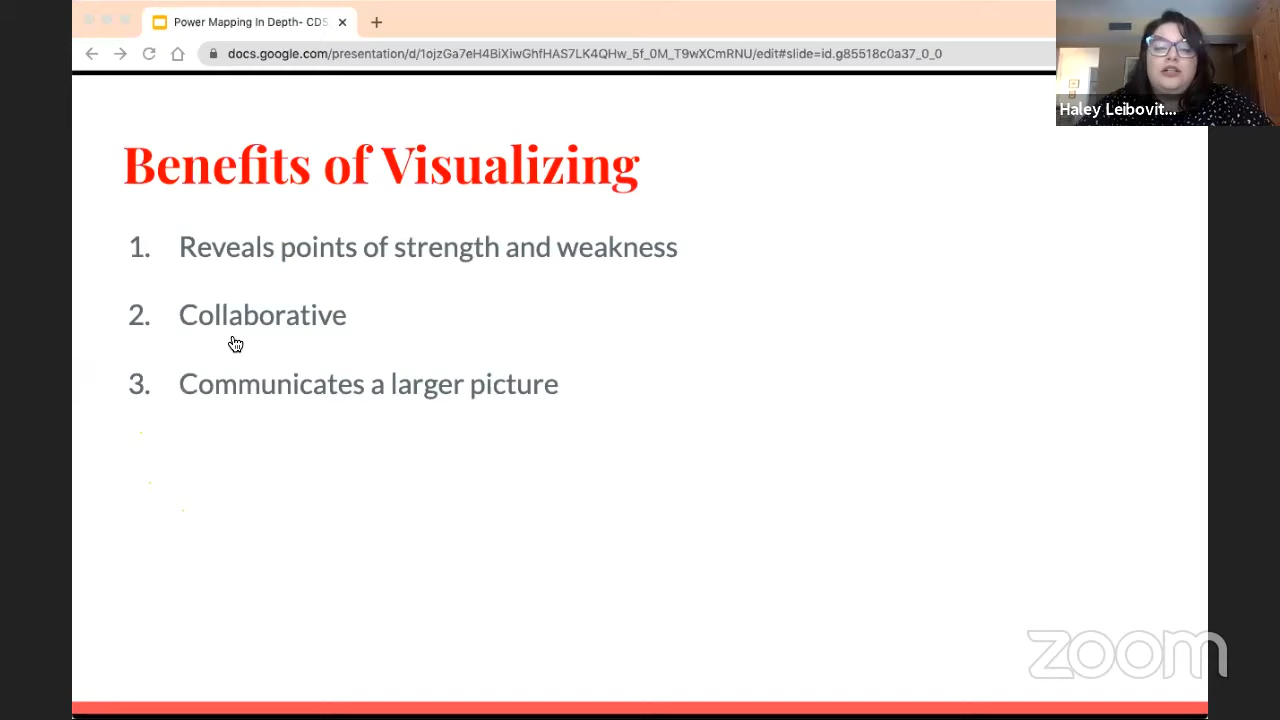 Power Mapping In Depth- CDS
docs.google.com/presentation/d/1ojzGa7eH4BiXiwGhfHAS7LK4QHw_5f_0M_T9wXCmRNU/edit#slide=id.g85518c0a37_0_0
Haley Leibovit...
Benefits of Visualizing
1. Reveals points of strength and weakness
2. Collaborative
3. Communicates a larger picture
zoom